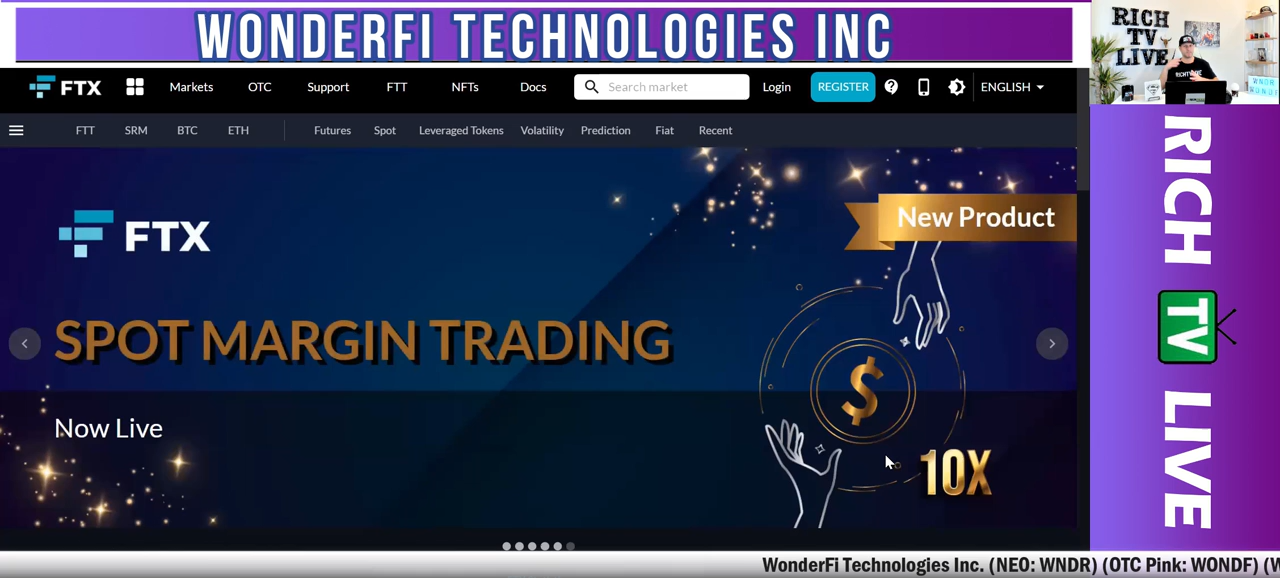 WONDERFI TECHNOLOGIES INC
RICH
TV
LIVE
FTX
Markets
OTC
Support
FTT
NFTs
Docs
Search market
Login
REGISTER
ENGLISH
FTT
SRM
BTC
ETH
Futures
Spot
Leveraged Tokens
Volatility
Prediction
Fiat
Recent
FTX
New Product
SPOT MARGIN TRADING
Now Live
$
10X
RICH TV LIVE
WonderFi Technologies Inc. (NEO: WNDR) (OTC Pink: WONDF) (W